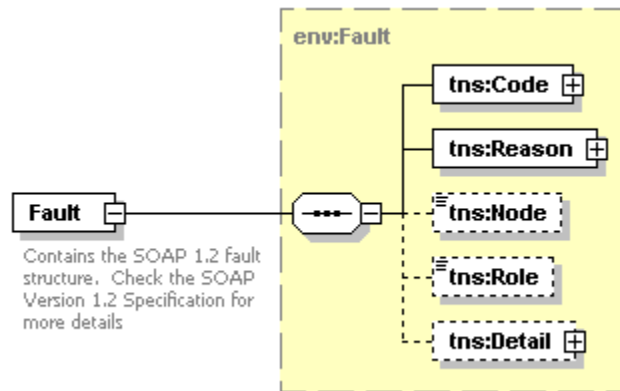 env:Fault
tns:Code
tns:Reason
Fault
tns:Node
Contains the SOAP 1.2 fault
structure.  Check the SOAP
Version 1.2 Specification for
more details
tns:Role
tns:Detail